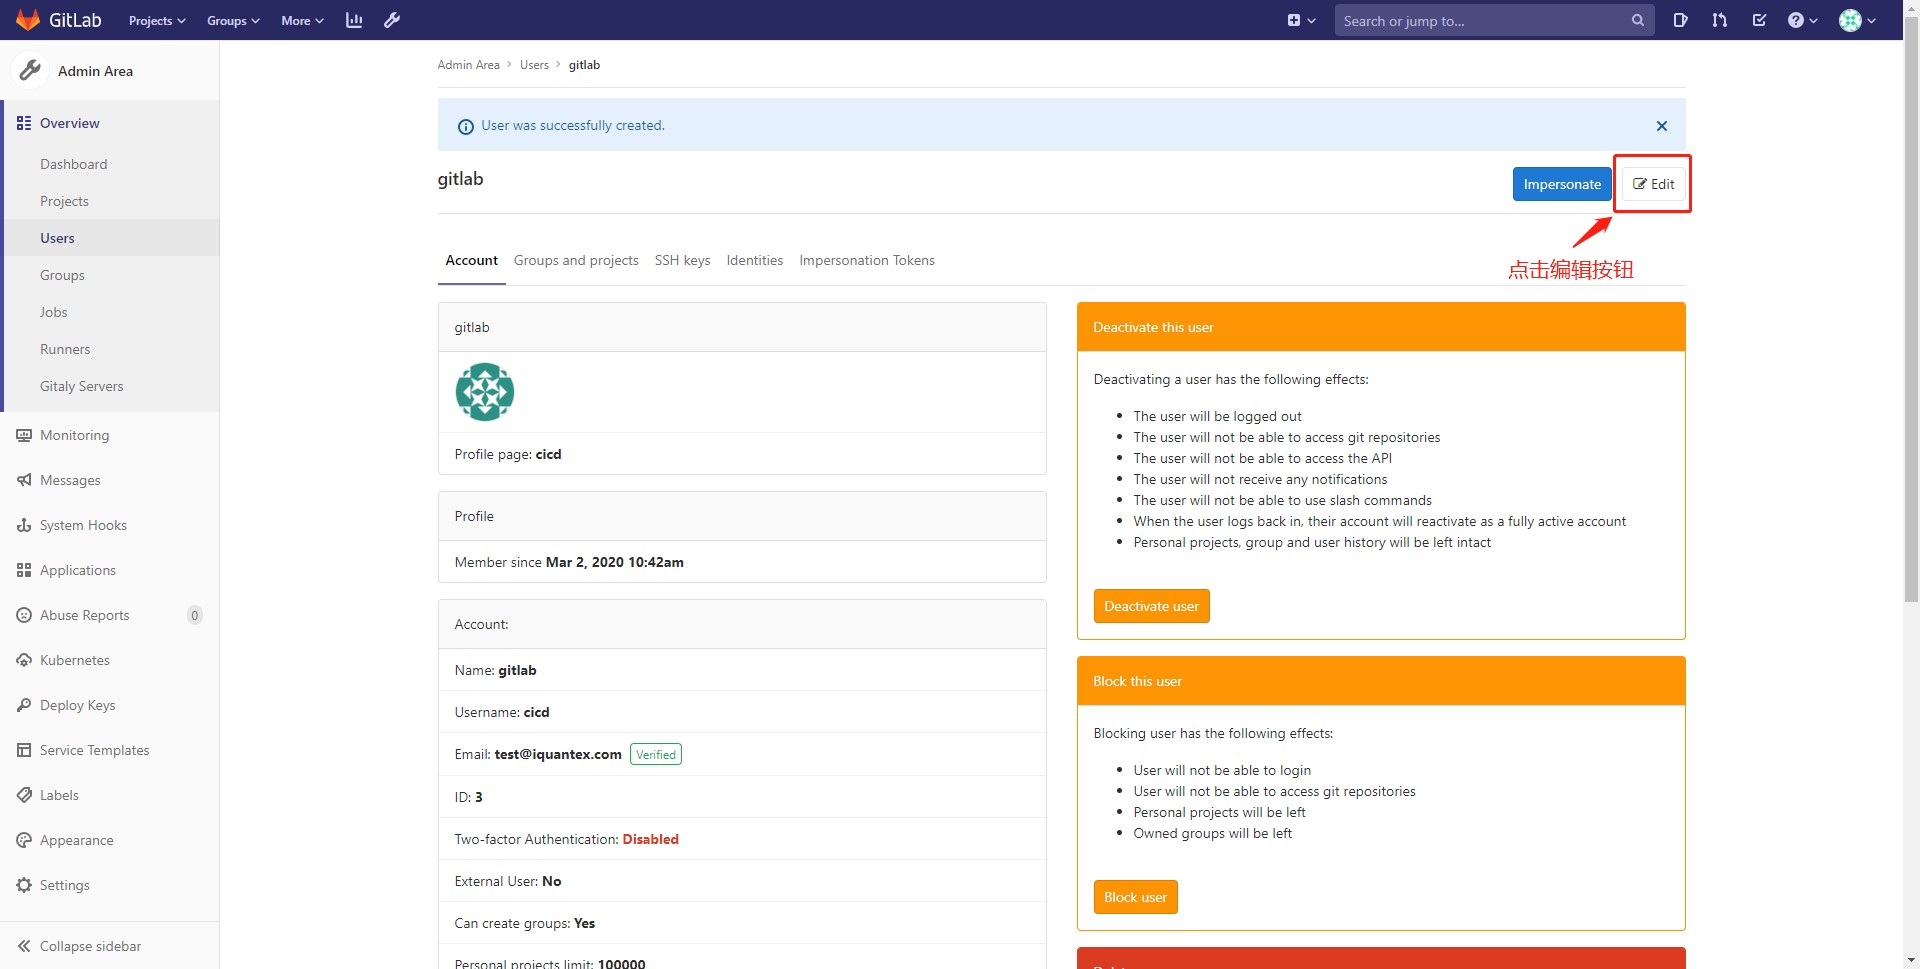 GitLab
Projects
Groups
More
Search or jump to...
Admin Area
Overview
Dashboard
Projects
Users
Groups
Jobs
Runners
Gitaly Servers
Monitoring
Messages
System Hooks
Applications
Abuse Reports 0
Kubernetes
Deploy Keys
Service Templates
Labels
Appearance
Settings
Collapse sidebar
Admin Area > Users > gitlab
User was successfully created.
gitlab
Impersonate
Edit
点击编辑按钮
Account
Groups and projects
SSH keys
Identities
Impersonation Tokens
gitlab
Profile page: cicd
Profile
Member since Mar 2, 2020 10:42am
Account:
Name: gitlab
Username: cicd
Email: test@iquantex.com Verified
ID: 3
Two-factor Authentication: Disabled
External User: No
Can create groups: Yes
Personal projects limit: 100000
Deactivate this user
Deactivating a user has the following effects:
The user will be logged out
The user will not be able to access git repositories
The user will not be able to access the API
The user will not receive any notifications
The user will not be able to use slash commands
When the user logs back in, their account will reactivate as a fully active account
Personal projects, group and user history will be left intact
Deactivate user
Block this user
Blocking user has the following effects:
User will not be able to login
User will not be able to access git repositories
Personal projects will be left
Owned groups will be left
Block user